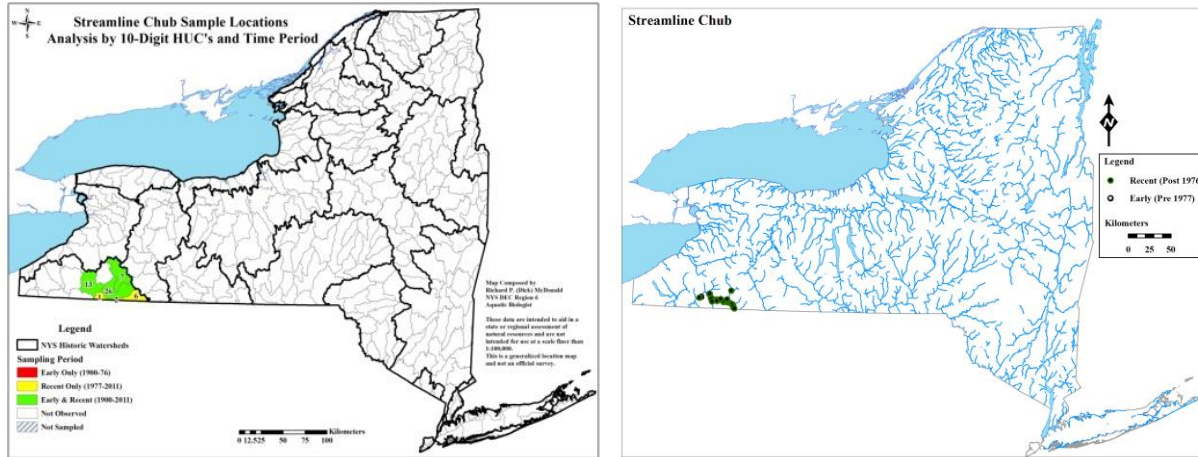 Streamline Chub Sample Locations
Analysis by 10-Digit HUC's and Time Period
N
W
E
S
13
26
6
Map Composed by
Richard P. (Dick) McDonald
NYS DEC Region 6
Aquatic Biologist
These data are intended to aid in a
state or regional assessment of
natural resources and are not
intended for use at a scale finer than
1:100,000.
This is a generalized location map
and not an official survey.
Legend
NYS Historic Watersheds
Sampling Period
Early Only (1900-76)
Recent Only (1977-2011)
Early & Recent (1900-2011)
Not Observed
Not Sampled
Kilometers
0 12.525 50 75 100
Streamline Chub
N
Legend
Recent (Post 1976
Early (Pre 1977)
Kilometers
0 25 50